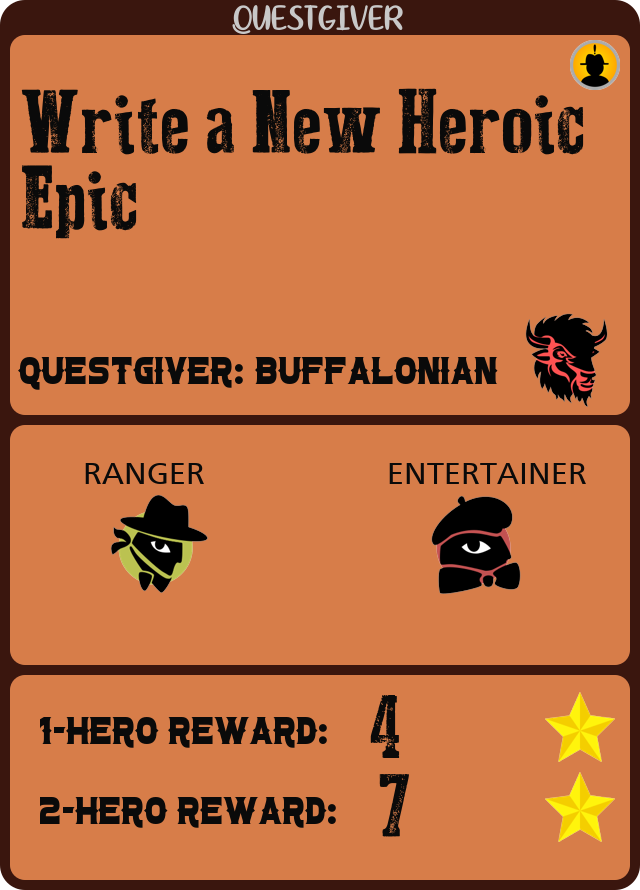 QUESTGIVER
Write a New Heroic
Epic
QUESTGIVER: BUFFALONIAN
RANGER
ENTERTAINER
1-HERO REWARD: 4
2-HERO REWARD: 7